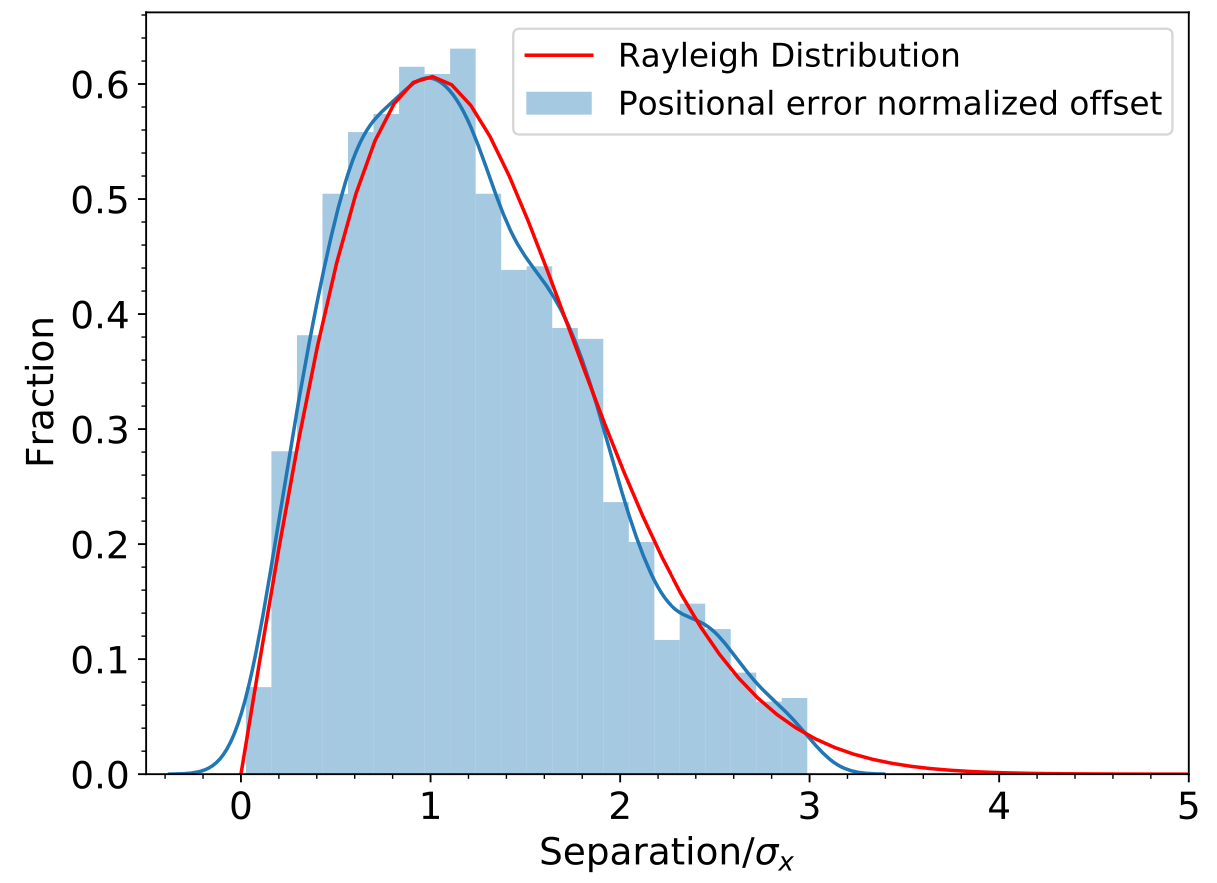 Rayleigh Distribution
Positional error normalized offset
Fraction
0.6
0.5
0.4
0.3
0.2
0.1
0.0
0 1 2 3 4 5
Separation/σₓ